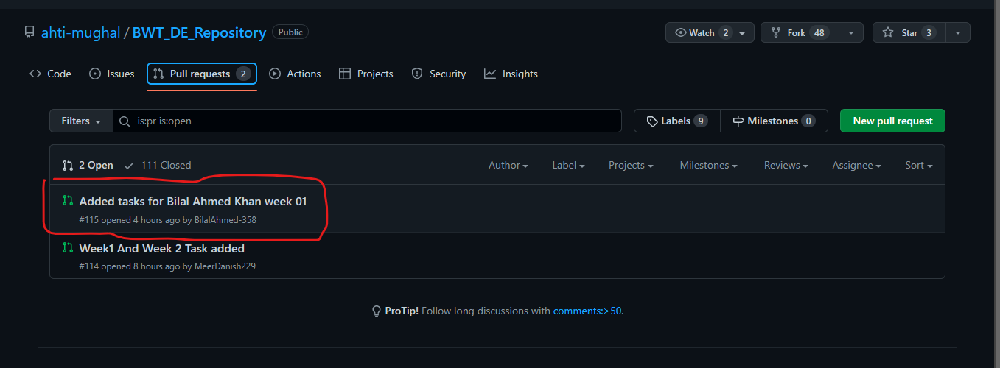 ahti-mughal / BWT_DE_Repository Public Watch 2 Fork 48 Star 3
Code Issues Pull requests 2 Actions Projects Security Insights
Filters is:pr is:open Labels 9 Milestones 0 New pull request
2 Open 111 Closed Author Label Projects Milestones Reviews Assignee Sort
Added tasks for Bilal Ahmed Khan week 01
#115 opened 4 hours ago by BilalAhmed-358
Week1 And Week 2 Task added
#114 opened 8 hours ago by MeerDanish229
ProTip! Follow long discussions with comments:>50.